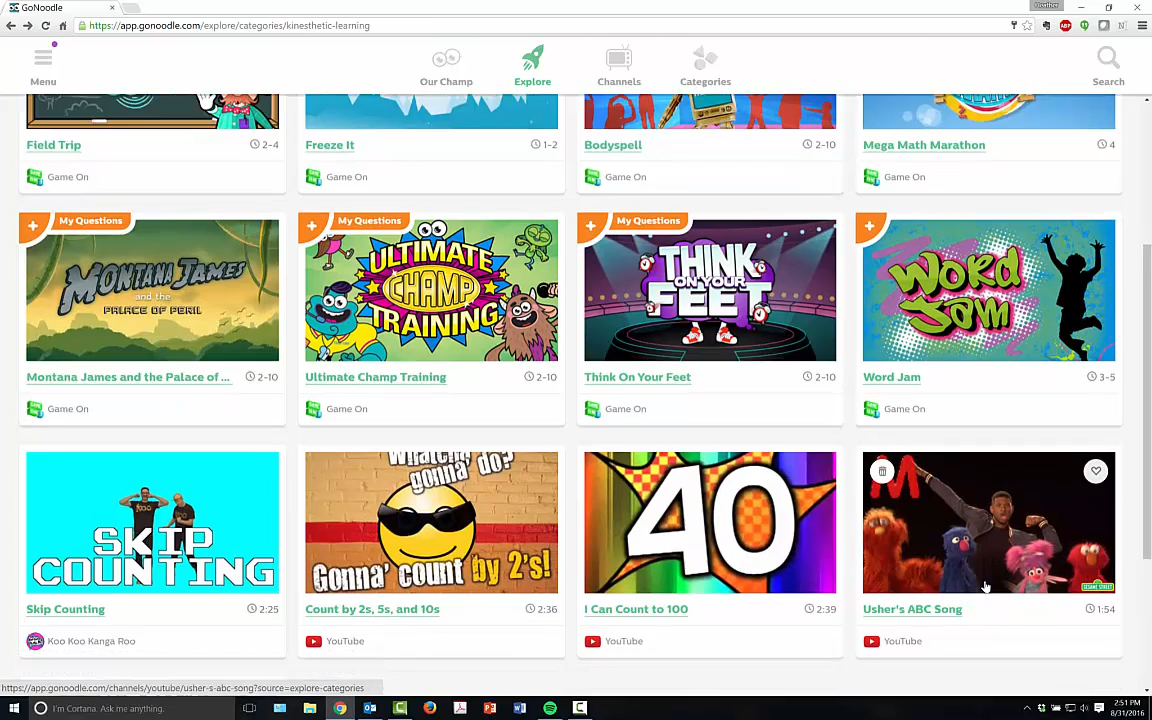 GoNoodle
Heather
https://app.gonoodle.com/explore/categories/kinesthetic-learning
Menu
Our Champ
Explore
Channels
Categories
Search
Field Trip 2-4
Freeze It 1-2
Bodyspell 2-10
Mega Math Marathon 4
Game On
Game On
Game On
Game On
My Questions
My Questions
My Questions
MONTANA JAMES
and the
PALACE OF PERIL
ULTIMATE
CHAMP
TRAINING
THINK
ON YOUR
FEET
WORD
JAM
Montana James and the Palace of ... 2-10
Ultimate Champ Training 2-10
Think On Your Feet 2-10
Word Jam 3-5
Game On
Game On
Game On
Game On
SKIP
COUNTING
gonna' do?
Gonna' count by 2's!
40
M
SESAME STREET
Skip Counting 2:25
Count by 2s, 5s, and 10s 2:36
I Can Count to 100 2:39
Usher's ABC Song 1:54
Koo Koo Kanga Roo
YouTube
YouTube
YouTube
https://app.gonoodle.com/channels/youtube/usher-s-abc-song?source=explore-categories
I'm Cortana. Ask me anything.
2:51 PM
8/31/2016